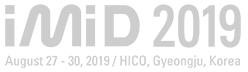 iMiD 2019
August 27 - 30, 2019 / HICO, Gyeongju, Korea